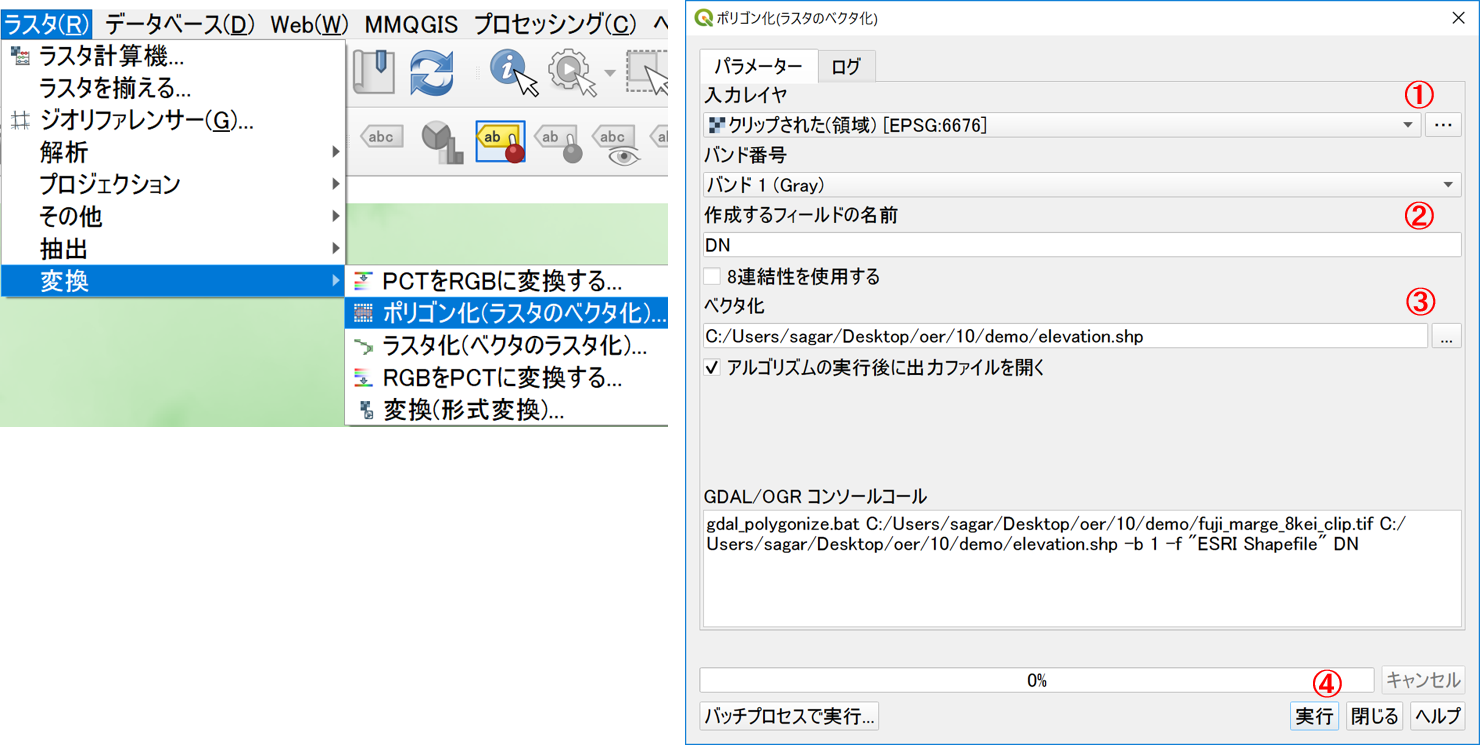 ラスタ(R) データベース(D) Web(W) MMQGIS プロセッシング(C) ヘ
ラスタ計算機...
ラスタを揃える...
ジオリファレンサー(G)...
解析
プロジェクション
その他
抽出
変換
abc
ab
ab
abc
PCTをRGBに変換する...
ポリゴン化(ラスタのベクタ化)...
ラスタ化(ベクタのラスタ化)...
RGBをPCTに変換する...
変換(形式変換)...
ポリゴン化(ラスタのベクタ化)
パラメーター ログ
入力レイヤ ①
クリップされた(領域) [EPSG:6676] ...
バンド番号
バンド 1 (Gray)
作成するフィールドの名前 ②
DN
8連結性を使用する
ベクタ化 ③
C:/Users/sagar/Desktop/oer/10/demo/elevation.shp ...
アルゴリズムの実行後に出力ファイルを開く
GDAL/OGR コンソールコール
gdal_polygonize.bat C:/Users/sagar/Desktop/oer/10/demo/fuji_marge_8kei_clip.tif C:/
Users/sagar/Desktop/oer/10/demo/elevation.shp -b 1 -f "ESRI Shapefile" DN
0% ④ キャンセル
バッチプロセスで実行... 実行 閉じる ヘルプ